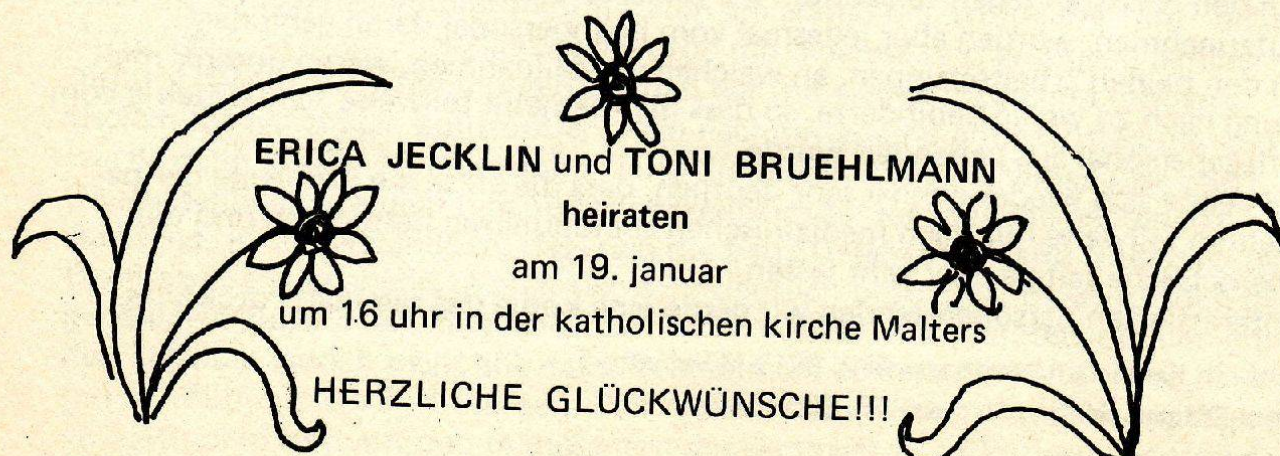 ERICA JECKLIN und TONI BRUEHLMANN
heiraten
am 19. januar
um 16 uhr in der katholischen kirche Malters
HERZLICHE GLÜCKWÜNSCHE!!!